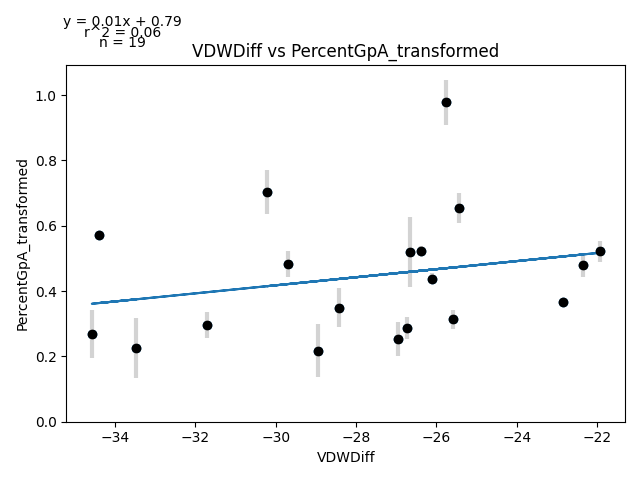 y = 0.01x + 0.79
r^2 = 0.06
n = 19
VDWDiff vs PercentGpA_transformed
PercentGpA_transformed
1.0
0.8
0.6
0.4
0.2
0.0
−34 −32 −30 −28 −26 −24 −22
VDWDiff